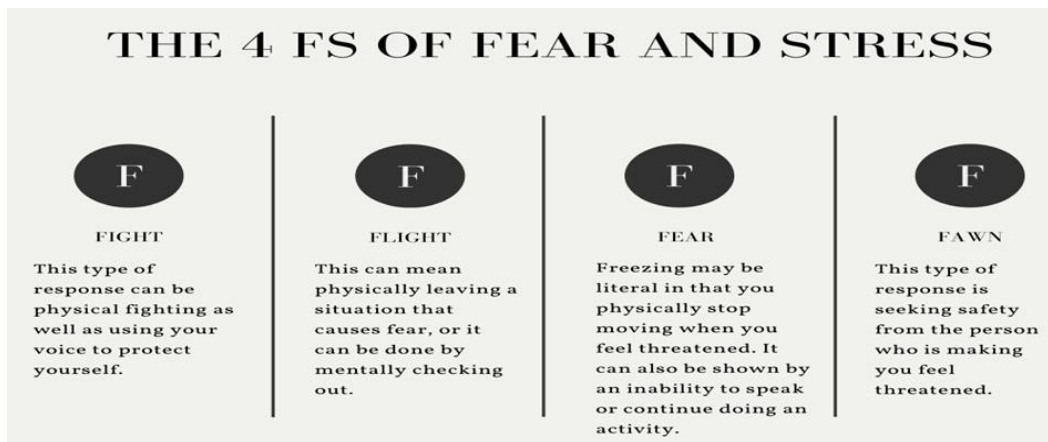 THE 4 FS OF FEAR AND STRESS
F
FIGHT
This type of
response can be
physical fighting as
well as using your
voice to protect
yourself.
F
FLIGHT
This can mean
physically leaving a
situation that
causes fear, or it
can be done by
mentally checking
out.
F
FEAR
Freezing may be
literal in that you
physically stop
moving when you
feel threatened. It
can also be shown by
an inability to speak
or continue doing an
activity.
F
FAWN
This type of
response is
seeking safety
from the person
who is making
you feel
threatened.